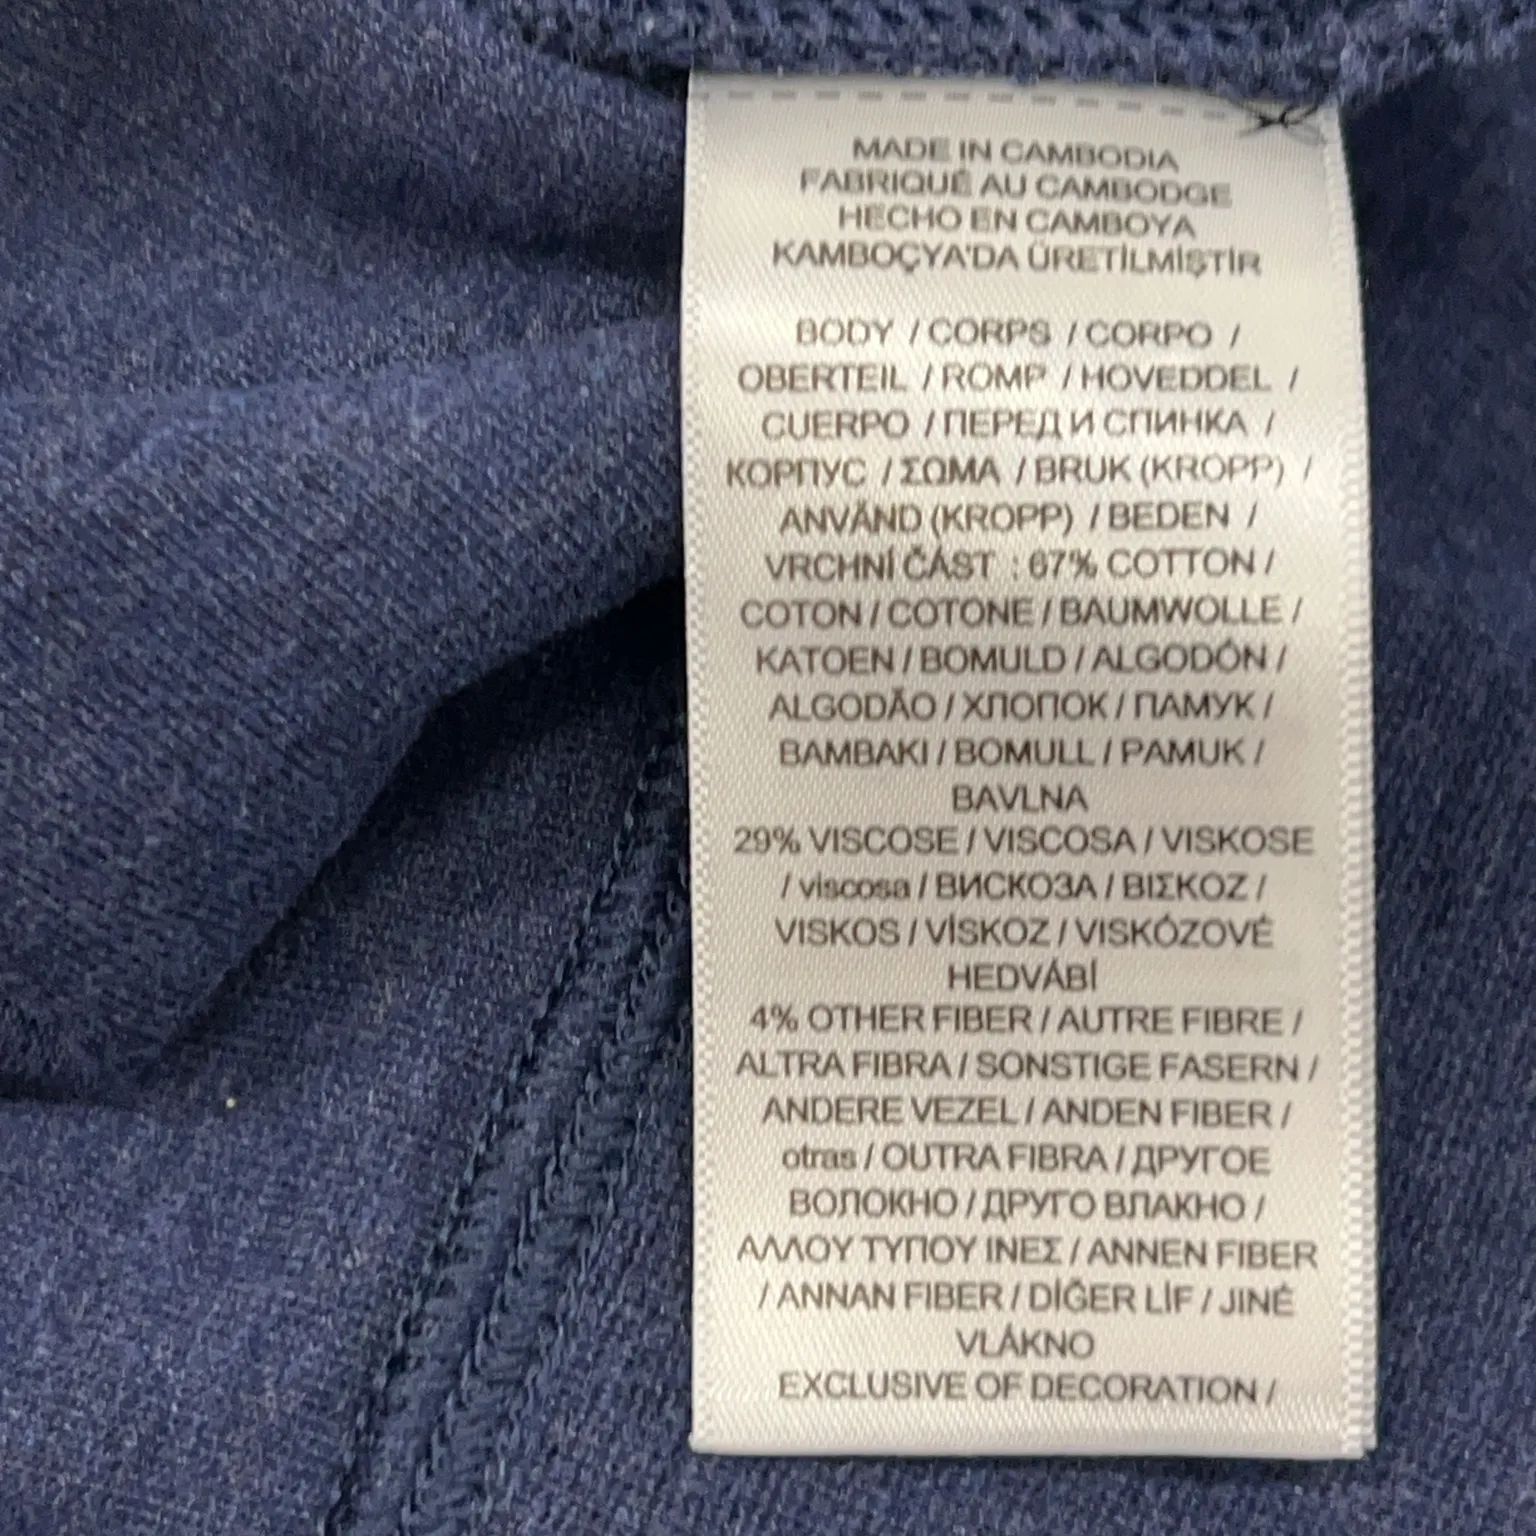 MADE IN CAMBODIA
FABRIQUÉ AU CAMBODGE
HECHO EN CAMBOYA
KAMBOÇYA'DA ÜRETİLMİŞTİR
BODY / CORPS / CORPO /
OBERTEIL / ROMP / HOVEDDEL /
CUERPO / ПЕРЕД И СПИНКА /
КОРПУС / ΣΩΜΑ / BRUK (KROPP) /
ANVÄND (KROPP) / BEDEN /
VRCHNÍ ČÁST : 67% COTTON /
COTON / COTONE / BAUMWOLLE /
KATOEN / BOMULD / ALGODÓN /
ALGODÃO / ХЛОПОК / ПАМУК /
BAMBAKI / BOMULL / PAMUK /
BAVLNA
29% VISCOSE / VISCOSA / VISKOSE
/ viscosa / ВИСКОЗА / ΒΙΣΚΟΖ /
VISKOS / VİSKOZ / VISKÓZOVÉ
HEDVÁBÍ
4% OTHER FIBER / AUTRE FIBRE /
ALTRA FIBRA / SONSTIGE FASERN /
ANDERE VEZEL / ANDEN FIBER /
otras / OUTRA FIBRA / ДРУГОЕ
ВОЛОКНО / ДРУГО ВЛАКНО /
ΑΛΛΟΥ ΤΥΠΟΥ ΙΝΕΣ / ANNEN FIBER
/ ANNAN FIBER / DİĞER LİF / JINÉ
VLÁKNO
EXCLUSIVE OF DECORATION /